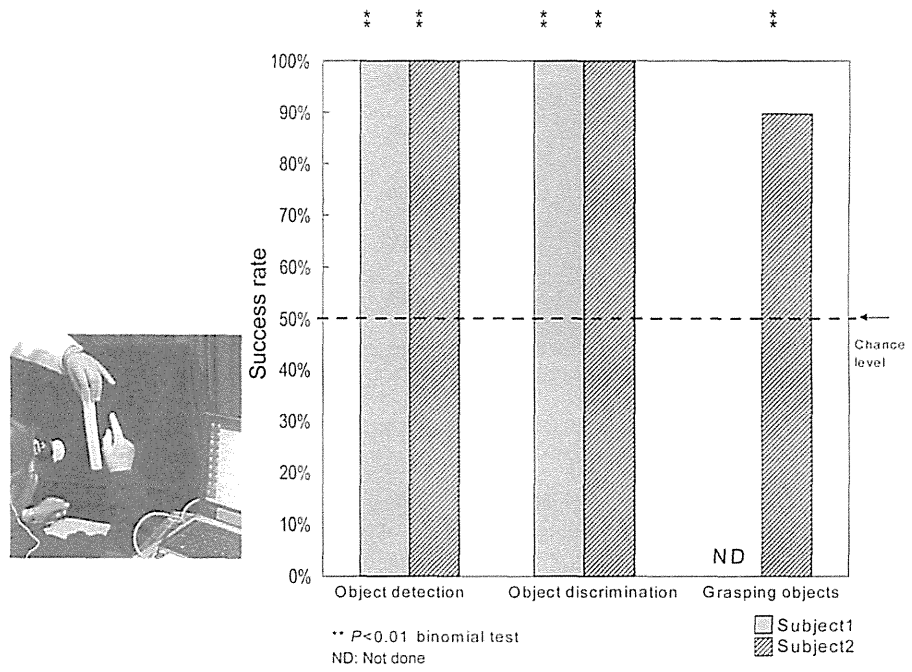 ** ** ** ** **
100%
90%
80%
70%
60%
50%
40%
30%
20%
10%
0%
Success rate
Chance
level
ND
Object detection Object discrimination Grasping objects
** P<0.01 binomial test
ND: Not done
Subject1
Subject2